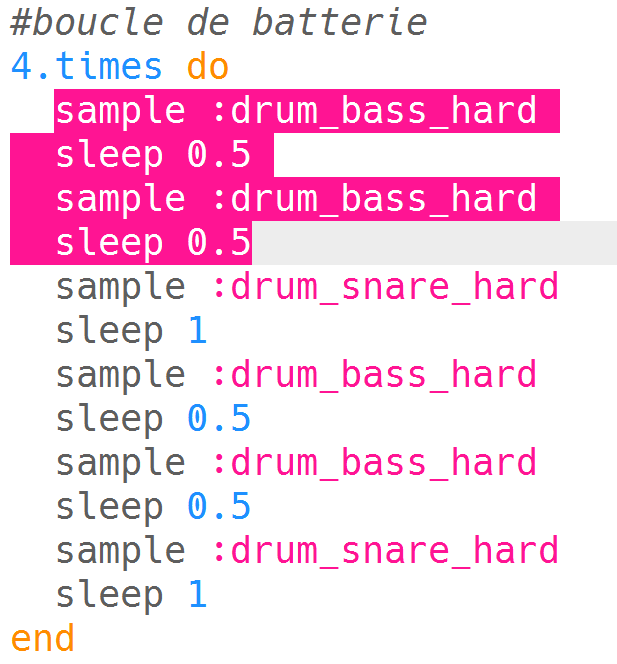 #boucle de batterie
4.times do
  sample :drum_bass_hard
  sleep 0.5
  sample :drum_bass_hard
  sleep 0.5
  sample :drum_snare_hard
  sleep 1
  sample :drum_bass_hard
  sleep 0.5
  sample :drum_bass_hard
  sleep 0.5
  sample :drum_snare_hard
  sleep 1
end